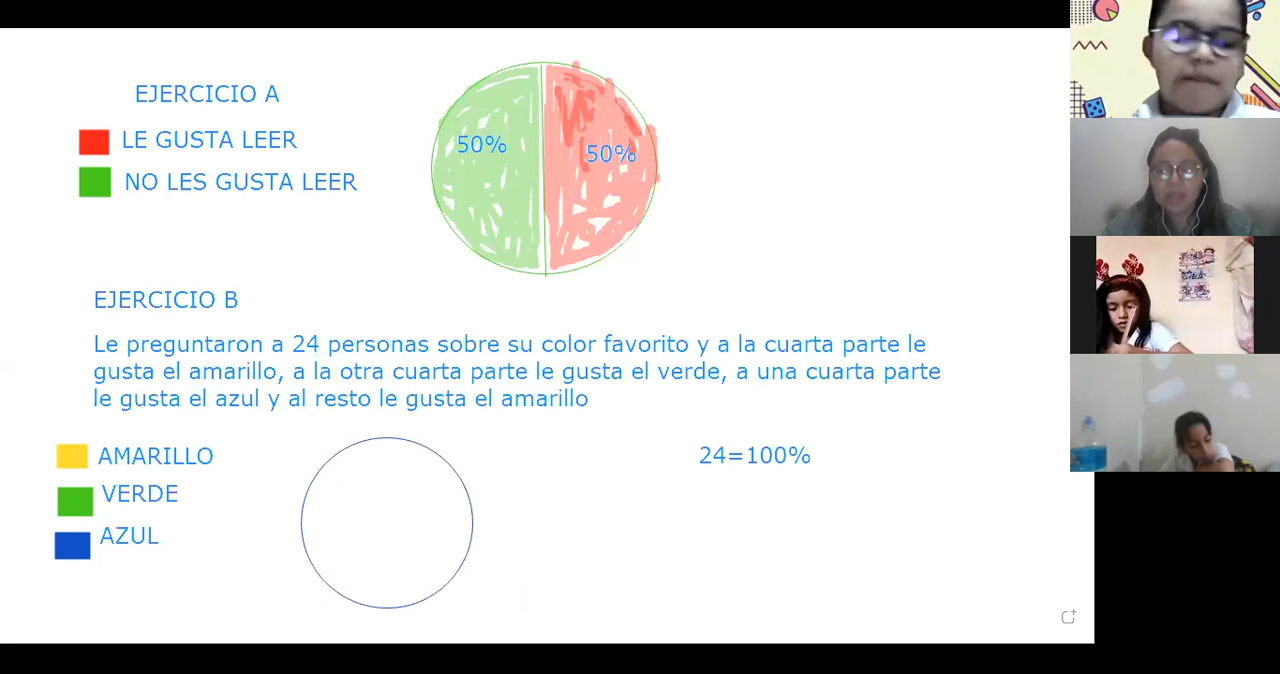 EJERCICIO A
LE GUSTA LEER
NO LES GUSTA LEER
50%
50%
EJERCICIO B
Le preguntaron a 24 personas sobre su color favorito y a la cuarta parte le
gusta el amarillo, a la otra cuarta parte le gusta el verde, a una cuarta parte
le gusta el azul y al resto le gusta el amarillo
AMARILLO
24=100%
VERDE
AZUL